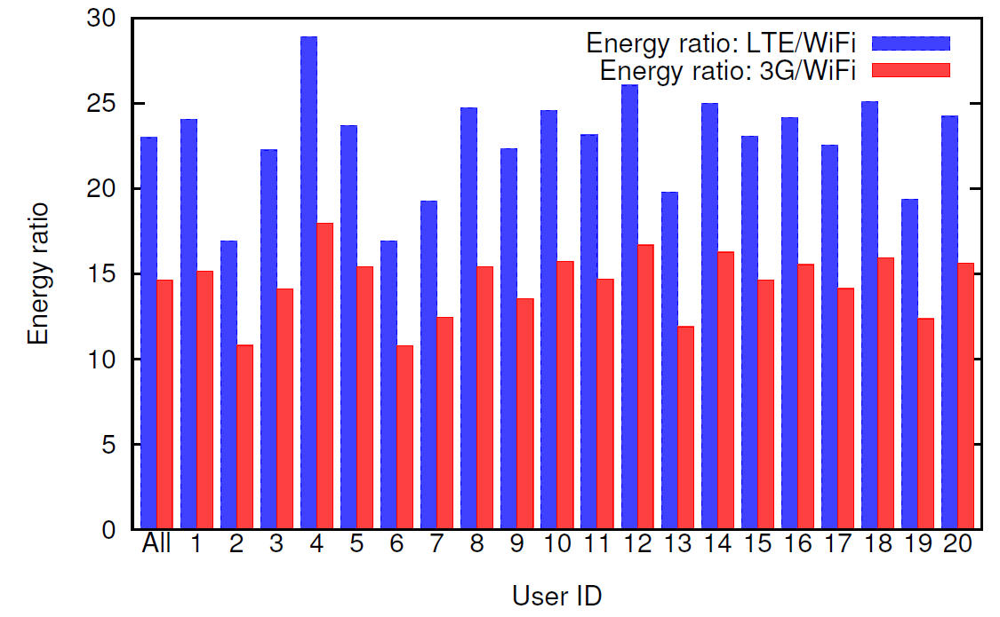 30
25
20
15
10
5
0
Energy ratio
Energy ratio: LTE/WiFi
Energy ratio: 3G/WiFi
All 1 2 3 4 5 6 7 8 9 10 11 12 13 14 15 16 17 18 19 20
User ID